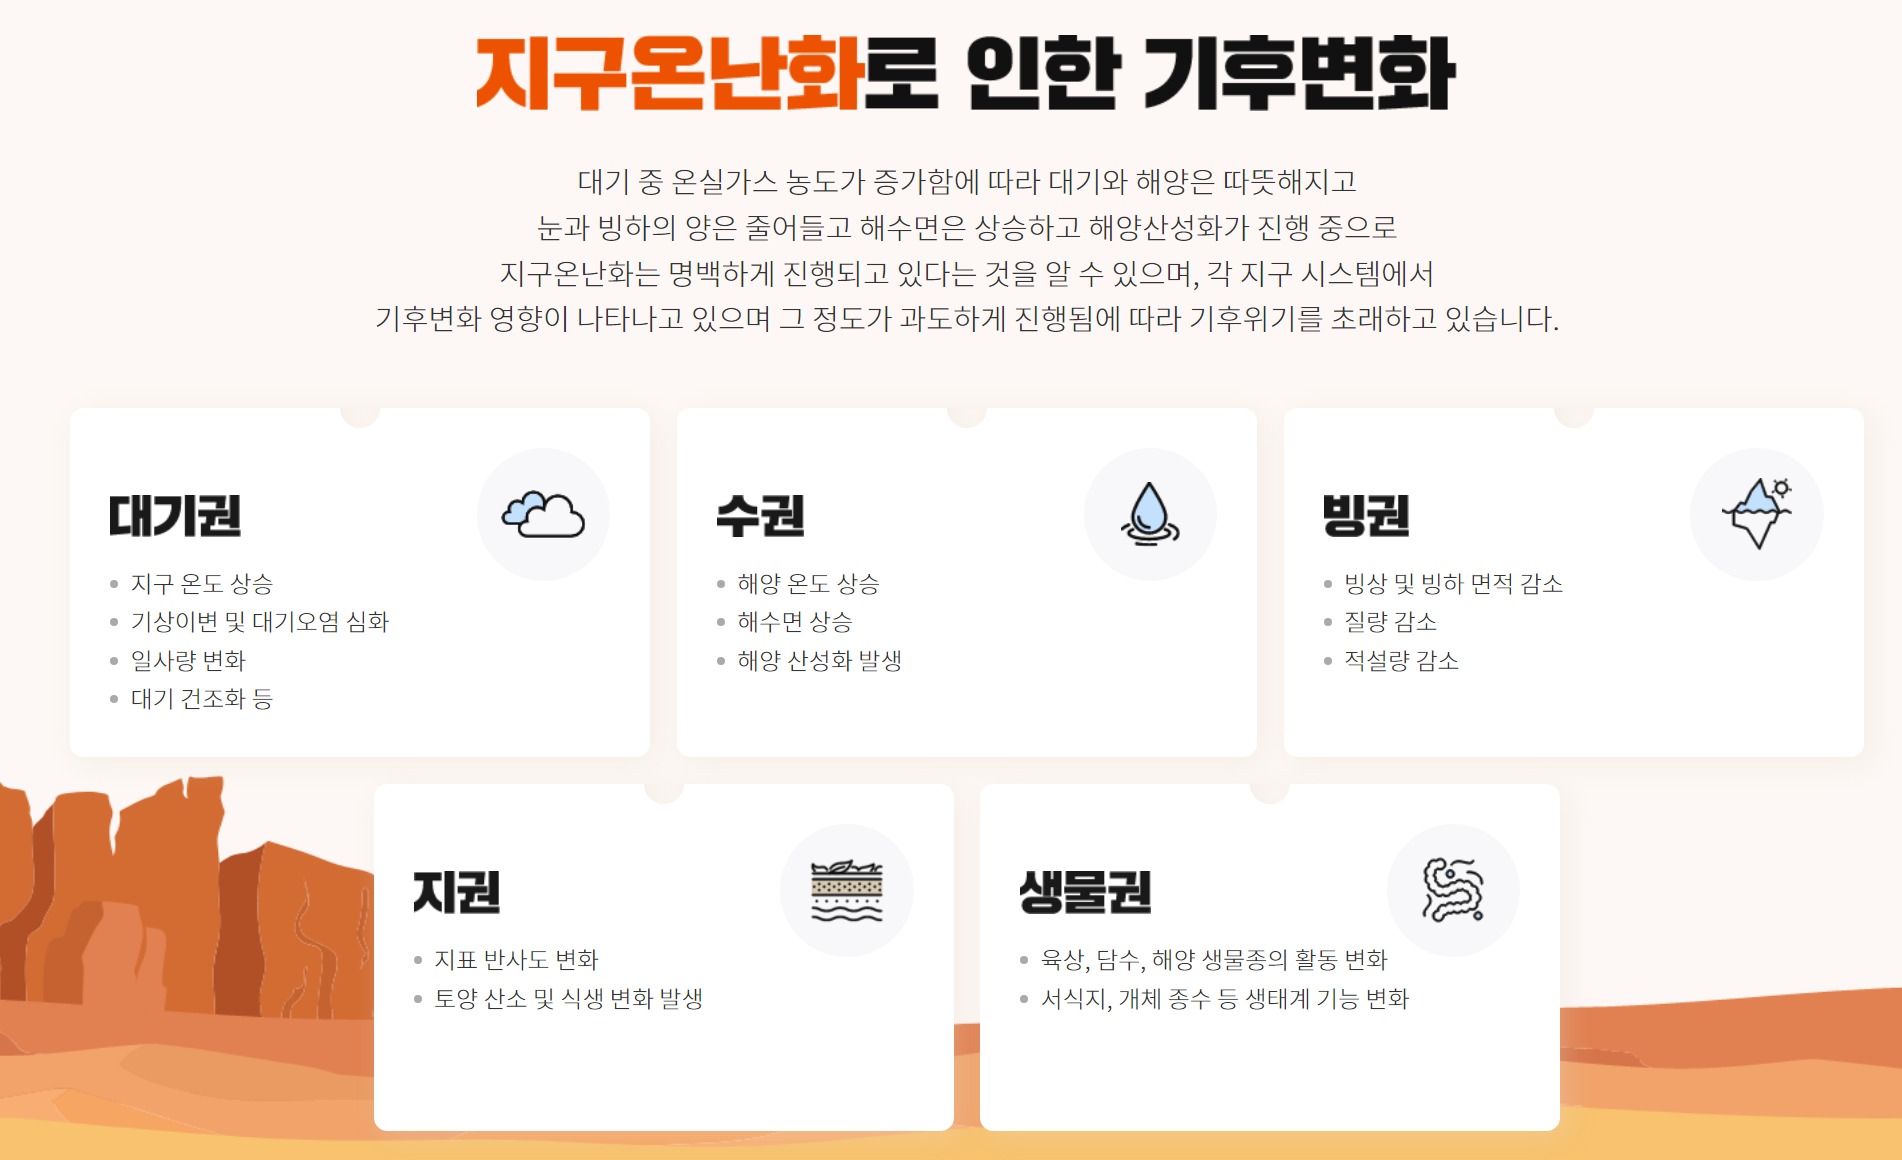 지구온난화로 인한 기후변화
대기 중 온실가스 농도가 증가함에 따라 대기와 해양은 따뜻해지고
눈과 빙하의 양은 줄어들고 해수면은 상승하고 해양산성화가 진행 중으로
지구온난화는 명백하게 진행되고 있다는 것을 알 수 있으며, 각 지구 시스템에서
기후변화 영향이 나타나고 있으며 그 정도가 과도하게 진행됨에 따라 기후위기를 초래하고 있습니다.
대기권
지구 온도 상승
기상이변 및 대기오염 심화
일사량 변화
대기 건조화 등
수권
해양 온도 상승
해수면 상승
해양 산성화 발생
빙권
빙상 및 빙하 면적 감소
질량 감소
적설량 감소
지권
지표 반사도 변화
토양 산소 및 식생 변화 발생
생물권
육상, 담수, 해양 생물종의 활동 변화
서식지, 개체 종수 등 생태계 기능 변화